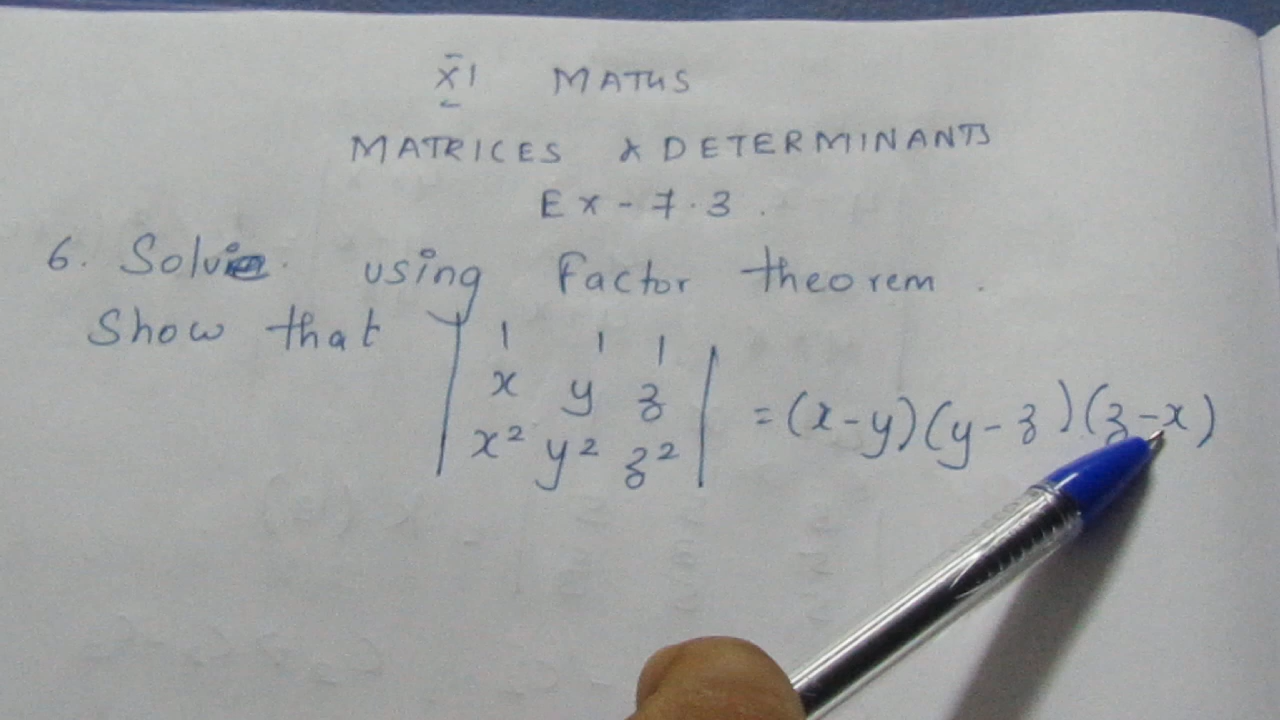 XI MATHS
MATRICES & DETERMINANTS
Ex - 7.3.
6. Solve using Factor theorem.
Show that | 1 1 1 |
| x y z | = (x-y)(y-z)(z-x)
| x² y² z² |